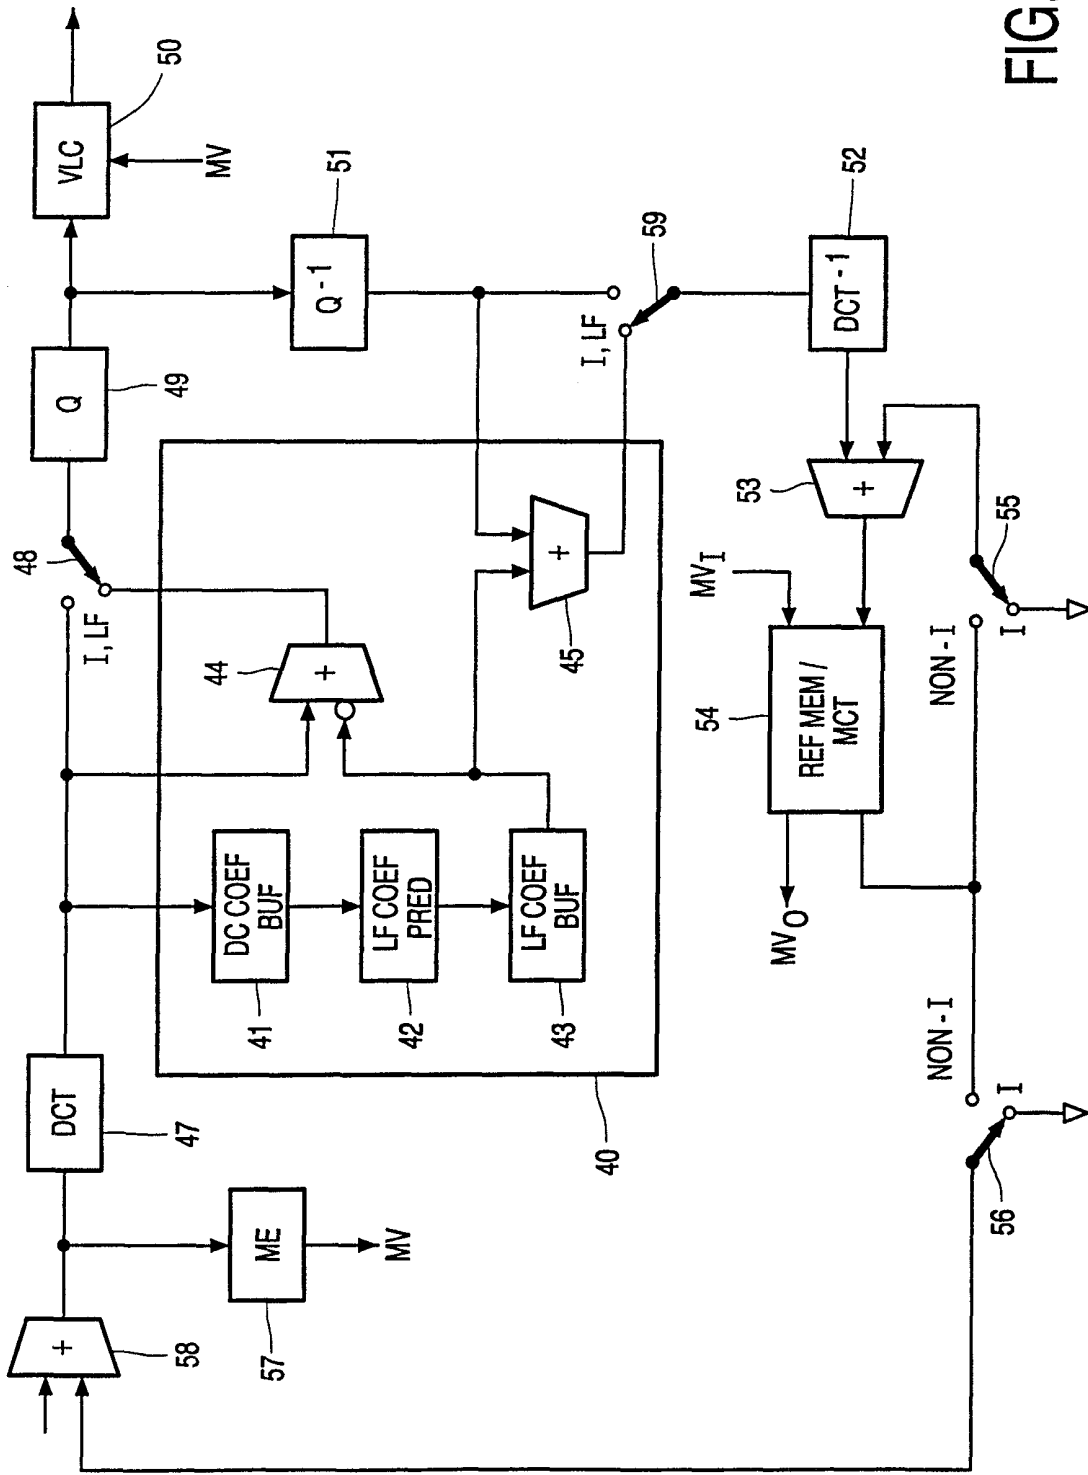 58
+
57
ME
MV
47
DCT
40
41
DC COEF
BUF
42
LF COEF
PRED
43
LF COEF
BUF
44
+
45
+
I, LF
48
49
Q
50
VLC
MV
51
Q-1
I, LF
59
52
DCT-1
53
+
54
REF MEM /
MCT
MVI
MVO
55
NON-I
I
56
NON-I
I
FIG.